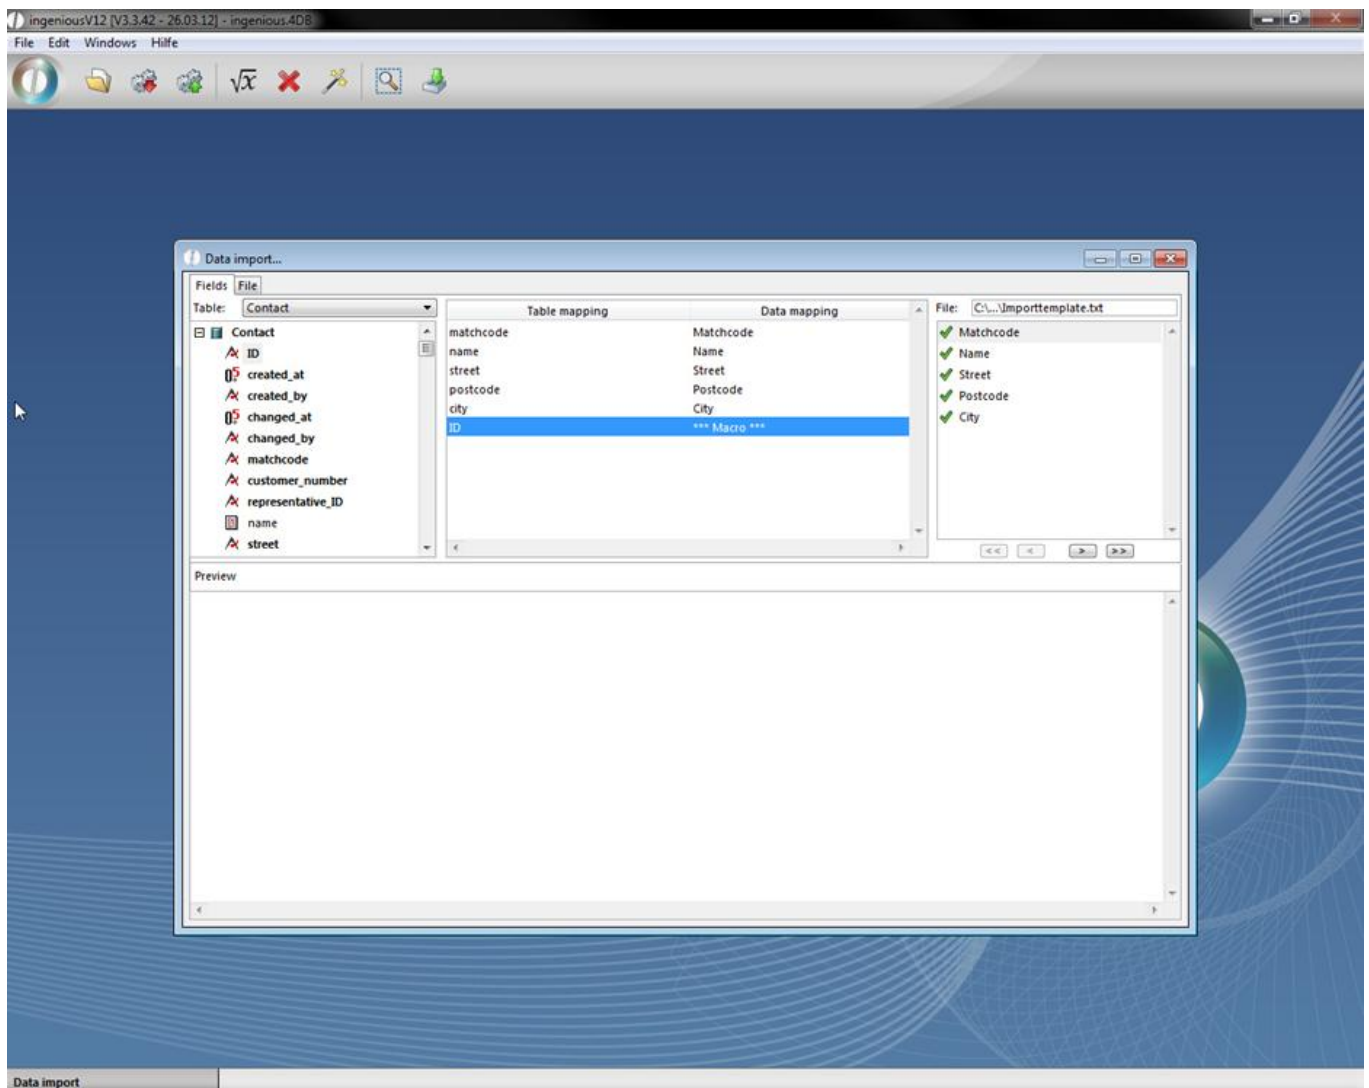 ingeniousV12 [V3.3.42 - 26.03.12] - ingenious.4DB
File Edit Windows Hilfe
√x
Data import...
Fields File
Table: Contact
Contact
ID
created_at
created_by
changed_at
changed_by
matchcode
customer_number
representative_ID
name
street
Table mapping Data mapping
matchcode Matchcode
name Name
street Street
postcode Postcode
city City
ID *** Macro ***
File: C:\...\Importtemplate.txt
Matchcode
Name
Street
Postcode
City
<< < > >>
Preview
Data import